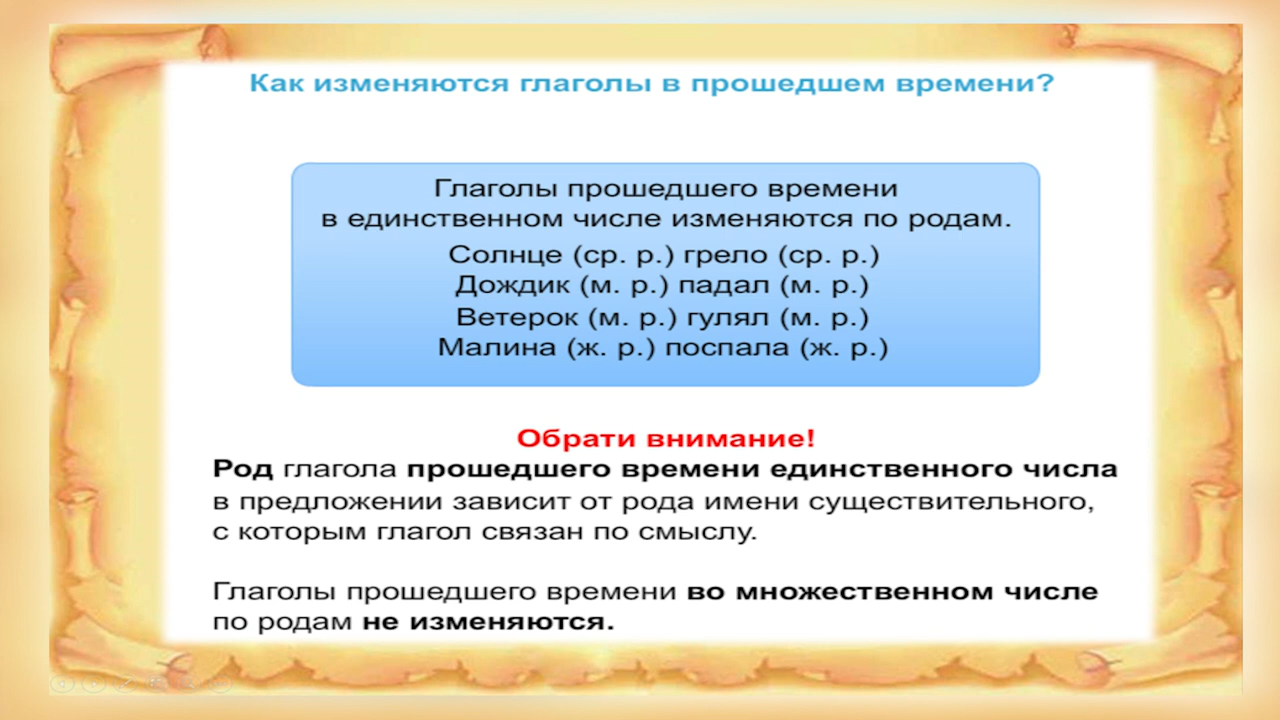 Как изменяются глаголы в прошедшем времени?
Глаголы прошедшего времени
в единственном числе изменяются по родам.
Солнце (ср. р.) грело (ср. р.)
Дождик (м. р.) падал (м. р.)
Ветерок (м. р.) гулял (м. р.)
Малина (ж. р.) поспала (ж. р.)
Обрати внимание!
Род глагола прошедшего времени единственного числа
в предложении зависит от рода имени существительного,
с которым глагол связан по смыслу.
Глаголы прошедшего времени во множественном числе
по родам не изменяются.